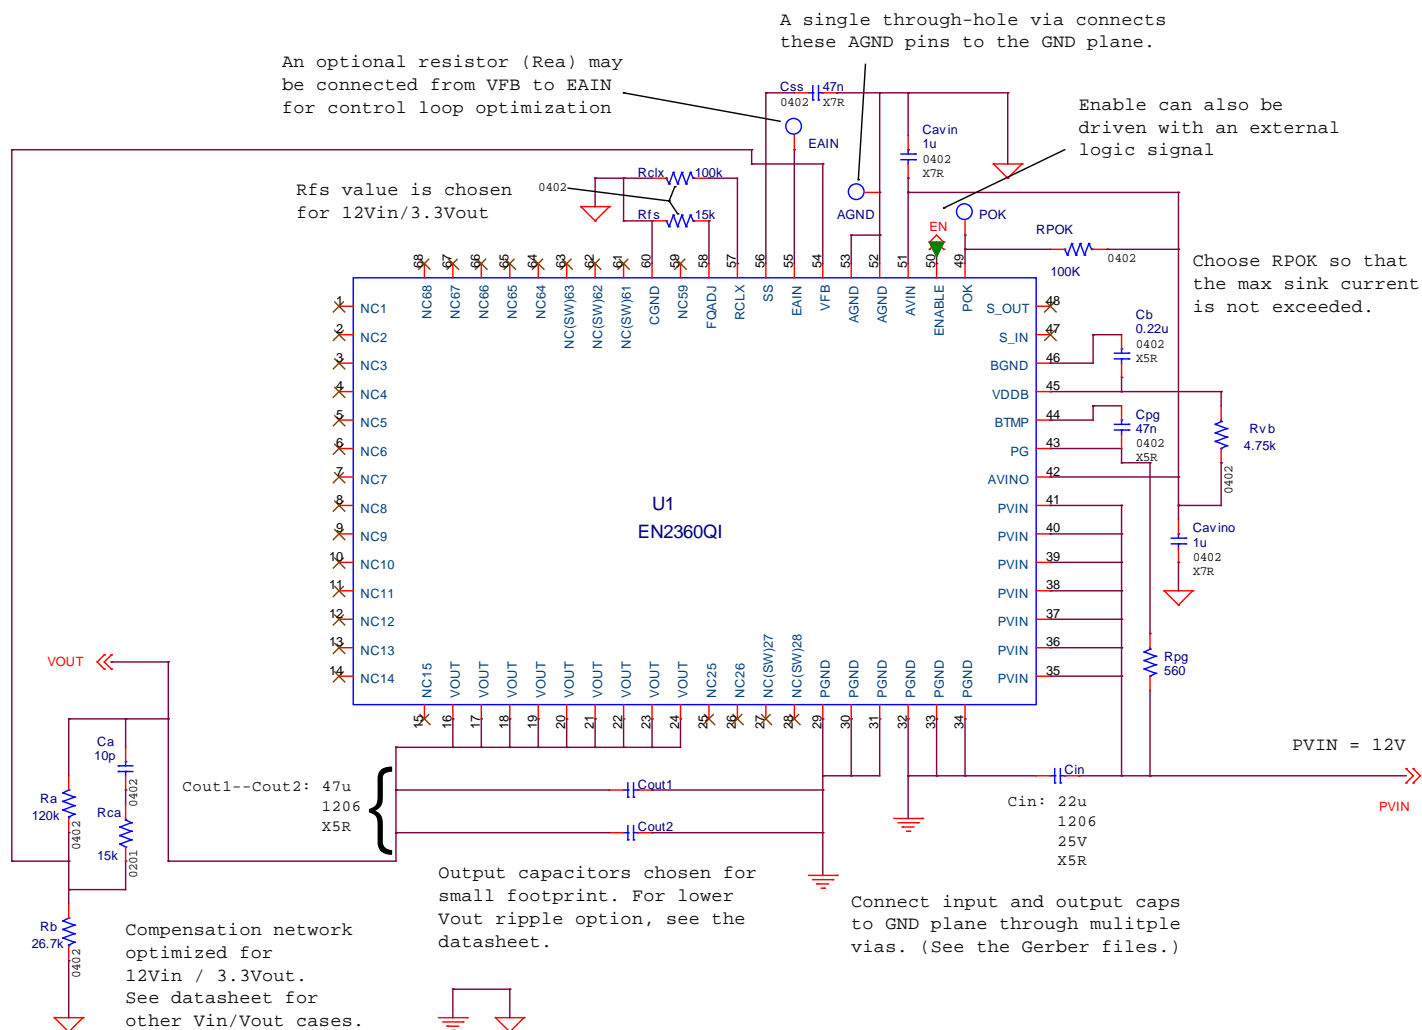 A single through-hole via connects
these AGND pins to the GND plane.
An optional resistor (Rea) may
be connected from VFB to EAIN
for control loop optimization
Css 47n
0402 X7R
EAIN
Cavin
1u
0402
X7R
Enable can also be
driven with an external
logic signal
Rfs value is chosen
for 12Vin/3.3Vout
0402
Rclx 100k
Rfs 15k
AGND
EN
POK
RPOK
100K
0402
Choose RPOK so that
the max sink current
is not exceeded.
68 67 66 65 64 63 62 61 60 59 58 57 56 55 54 53 52 51 50 49
NC68 NC67 NC66 NC65 NC64 NC(SW)63 NC(SW)62 NC(SW)61 CGND NC59 FQADJ RCLX SS EAIN VFB AGND AGND AVIN ENABLE POK
1 NC1
2 NC2
3 NC3
4 NC4
5 NC5
6 NC6
7 NC7
8 NC8
9 NC9
10 NC10
11 NC11
12 NC12
13 NC13
14 NC14
U1
EN2360QI
S_OUT 48
S_IN 47
BGND 46
VDDB 45
BTMP 44
PG 43
AVINO 42
PVIN 41
PVIN 40
PVIN 39
PVIN 38
PVIN 37
PVIN 36
PVIN 35
Cb
0.22u
0402
X5R
Cpg
47n
0402
X5R
Rvb
4.75k
0402
Cavino
1u
0402
X7R
Rpg
560
NC15 VOUT VOUT VOUT VOUT VOUT VOUT VOUT VOUT VOUT NC25 NC26 NC(SW)27 NC(SW)28 PGND PGND PGND PGND PGND PGND
15 16 17 18 19 20 21 22 23 24 25 26 27 28 29 30 31 32 33 34
VOUT
Ca
10p
0402
Ra
120k
0402
Rca
15k
0201
Rb
26.7k
0402
Cout1--Cout2: 47u
1206
X5R
Cout1
Cout2
Cin
Cin: 22u
1206
25V
X5R
PVIN = 12V
PVIN
Output capacitors chosen for
small footprint. For lower
Vout ripple option, see the
datasheet.
Connect input and output caps
to GND plane through mulitple
vias. (See the Gerber files.)
Compensation network
optimized for
12Vin / 3.3Vout.
See datasheet for
other Vin/Vout cases.